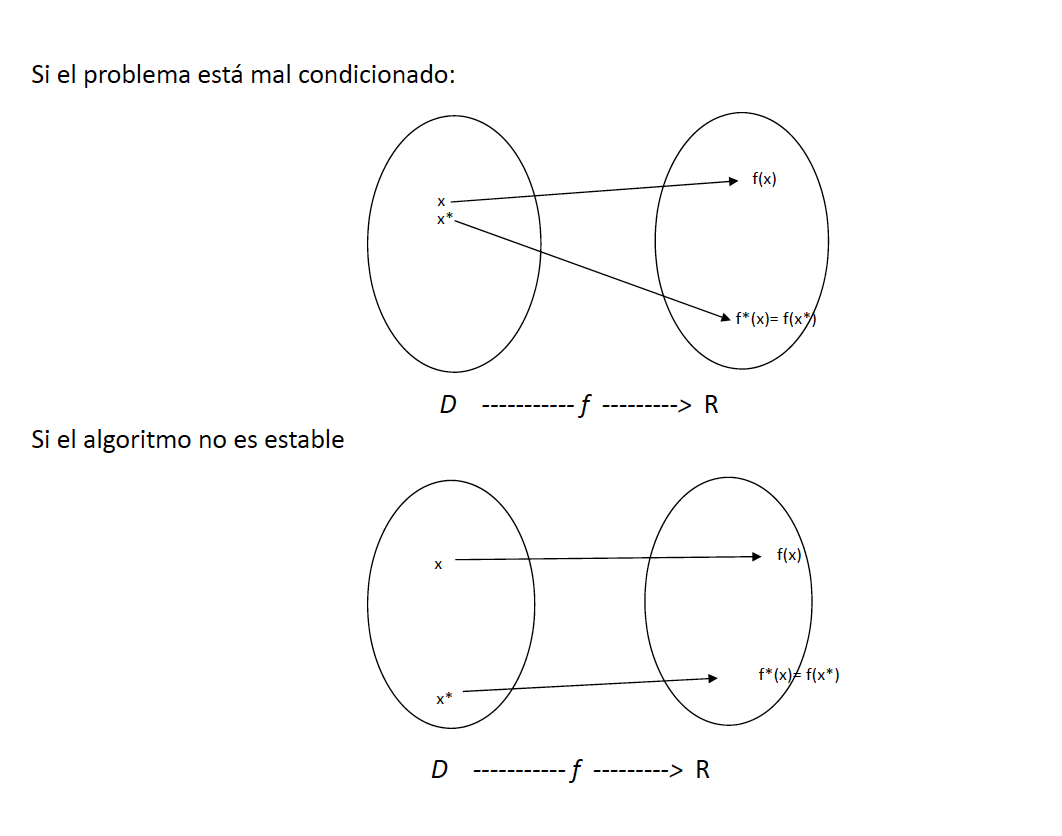 Si el problema está mal condicionado:
x
f(x)
x*
f*(x)= f(x*)
D ----------- f ---------> R
Si el algoritmo no es estable
x
f(x)
x*
f*(x)= f(x*)
D ----------- f ---------> R